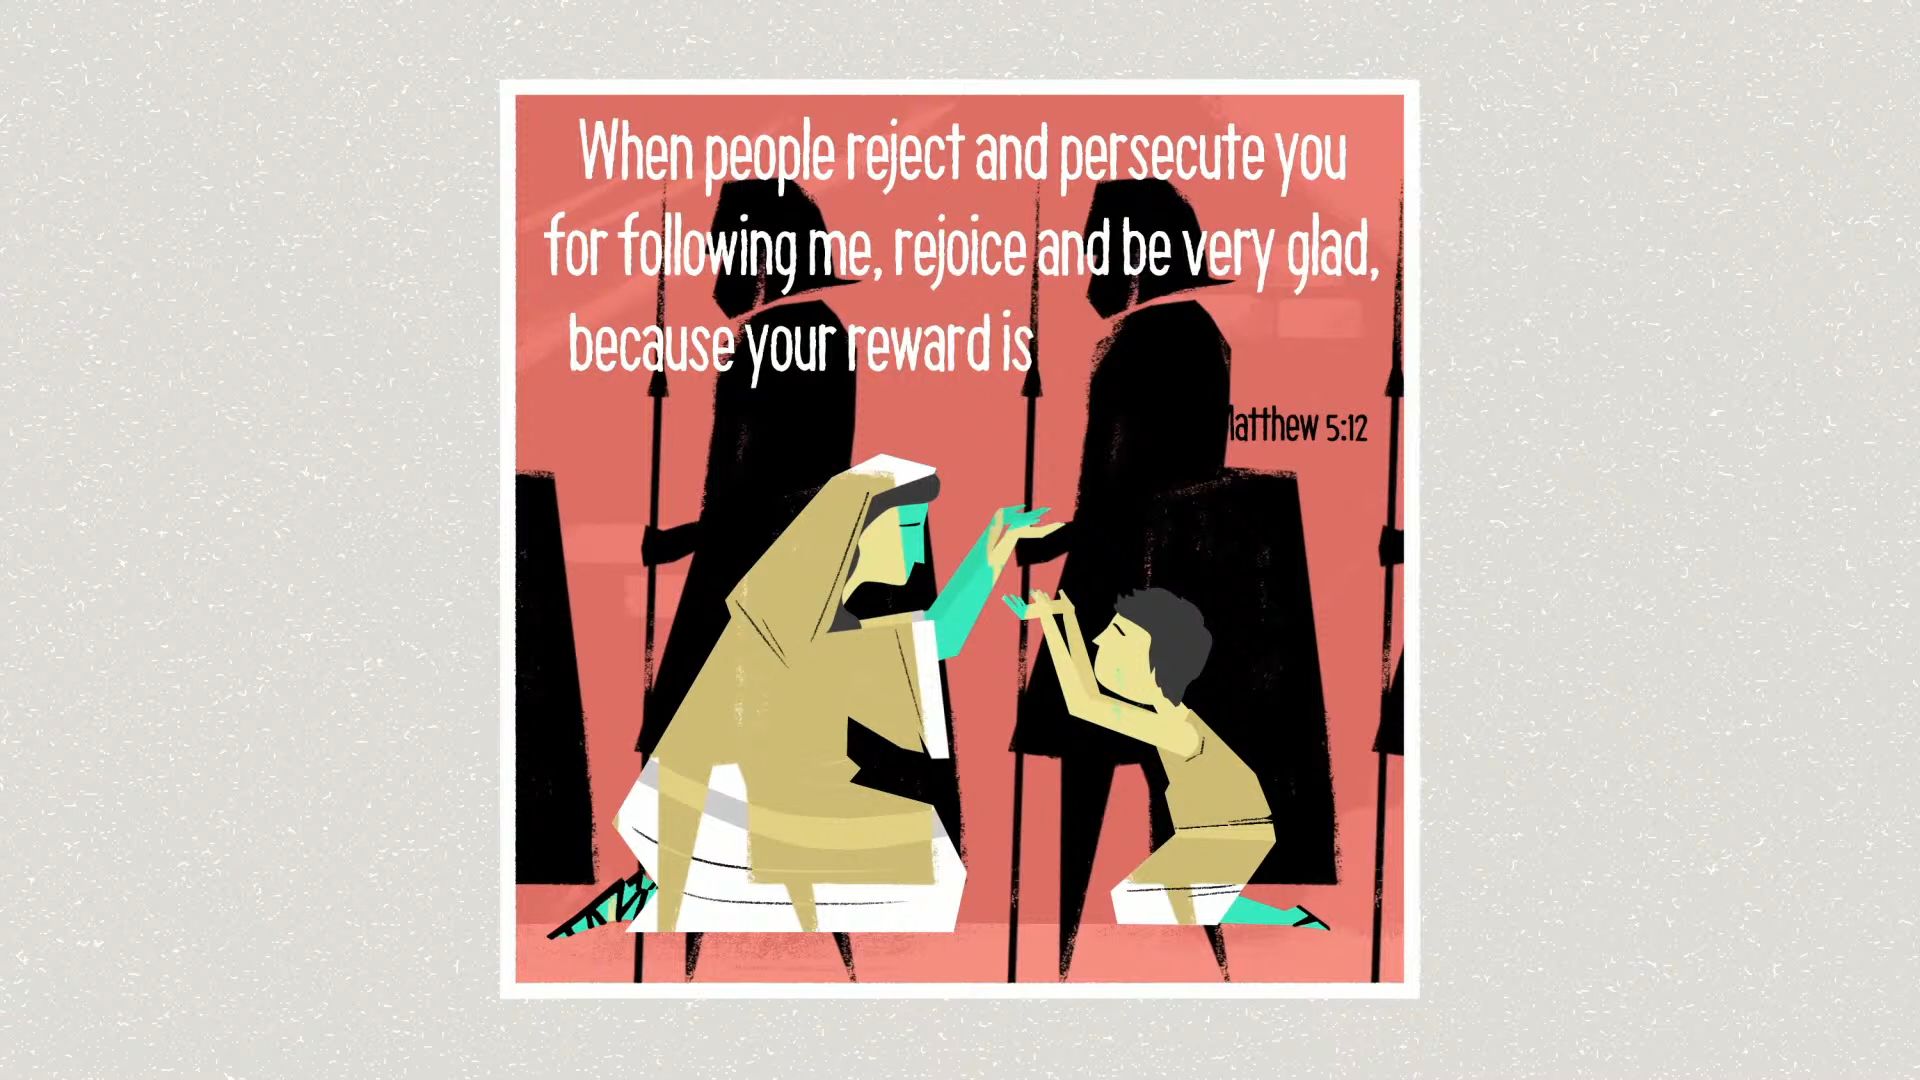 When people reject and persecute you
for following me, rejoice and be very glad,
because your reward is
Matthew 5:12